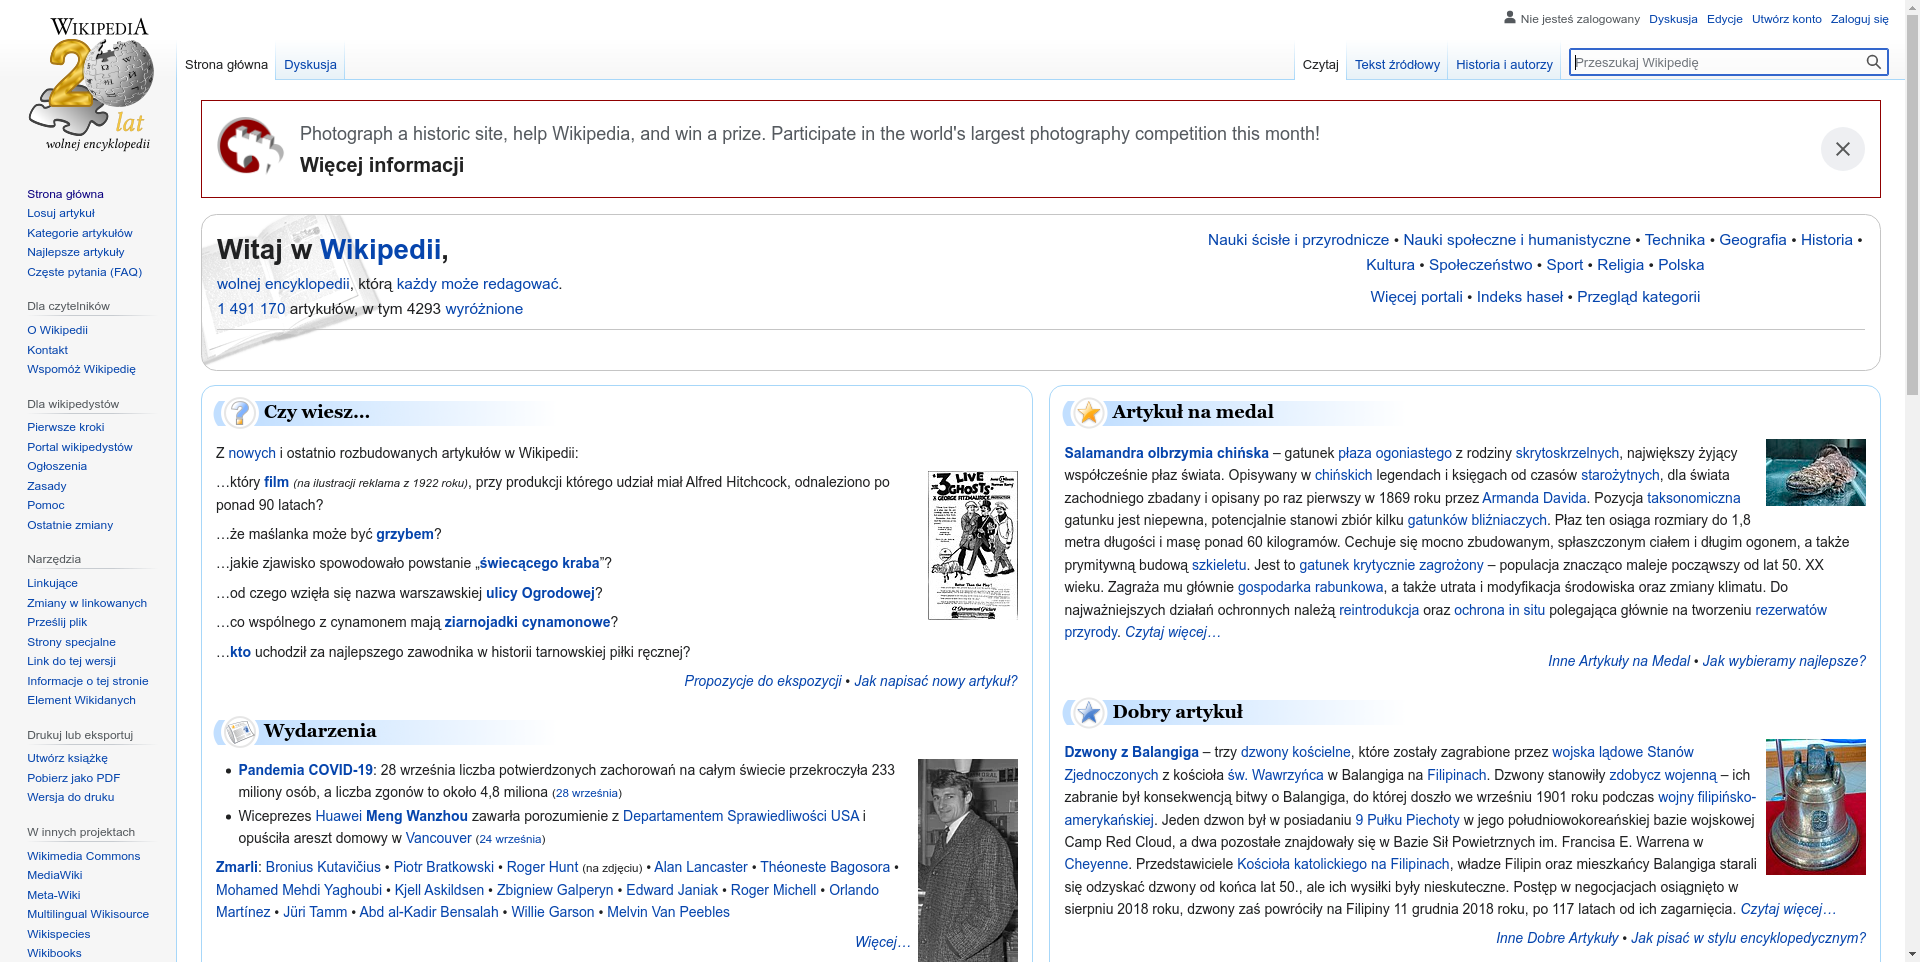 WIKIPEDIA
20 lat
wolnej encyklopedii
Nie jesteś zalogowany Dyskusja Edycje Utwórz konto Zaloguj się
Strona główna Dyskusja Czytaj Tekst źródłowy Historia i autorzy Przeszukaj Wikipedię
Strona główna
Losuj artykuł
Kategorie artykułów
Najlepsze artykuły
Częste pytania (FAQ)
Dla czytelników
O Wikipedii
Kontakt
Wspomóż Wikipedię
Dla wikipedystów
Pierwsze kroki
Portal wikipedystów
Ogłoszenia
Zasady
Pomoc
Ostatnie zmiany
Narzędzia
Linkujące
Zmiany w linkowanych
Prześlij plik
Strony specjalne
Link do tej wersji
Informacje o tej stronie
Element Wikidanych
Drukuj lub eksportuj
Utwórz książkę
Pobierz jako PDF
Wersja do druku
W innych projektach
Wikimedia Commons
MediaWiki
Meta-Wiki
Multilingual Wikisource
Wikispecies
Wikibooks
Photograph a historic site, help Wikipedia, and win a prize. Participate in the world's largest photography competition this month!
Więcej informacji
Witaj w Wikipedii,
wolnej encyklopedii, którą każdy może redagować.
1 491 170 artykułów, w tym 4293 wyróżnione
Nauki ścisłe i przyrodnicze • Nauki społeczne i humanistyczne • Technika • Geografia • Historia •
Kultura • Społeczeństwo • Sport • Religia • Polska
Więcej portali • Indeks haseł • Przegląd kategorii
Czy wiesz...
Z nowych i ostatnio rozbudowanych artykułów w Wikipedii:
…który film (na ilustracji reklama z 1922 roku), przy produkcji którego udział miał Alfred Hitchcock, odnaleziono po
ponad 90 latach?
…że maślanka może być grzybem?
…jakie zjawisko spowodowało powstanie „świecącego kraba”?
…od czego wzięła się nazwa warszawskiej ulicy Ogrodowej?
…co wspólnego z cynamonem mają ziarnojadki cynamonowe?
…kto uchodził za najlepszego zawodnika w historii tarnowskiej piłki ręcznej?
3 LIVE
GHOSTS
Propozycje do ekspozycji • Jak napisać nowy artykuł?
Wydarzenia
• Pandemia COVID-19: 28 września liczba potwierdzonych zachorowań na całym świecie przekroczyła 233
miliony osób, a liczba zgonów to około 4,8 miliona (28 września)
• Wiceprezes Huawei Meng Wanzhou zawarła porozumienie z Departamentem Sprawiedliwości USA i
opuściła areszt domowy w Vancouver (24 września)
Zmarli: Bronius Kutavičius • Piotr Bratkowski • Roger Hunt (na zdjęciu) • Alan Lancaster • Théoneste Bagosora •
Mohamed Mehdi Yaghoubi • Kjell Askildsen • Zbigniew Galperyn • Edward Janiak • Roger Michell • Orlando
Martínez • Jüri Tamm • Abd al-Kadir Bensalah • Willie Garson • Melvin Van Peebles
Więcej…
Artykuł na medal
Salamandra olbrzymia chińska – gatunek płaza ogoniastego z rodziny skrytoskrzelnych, największy żyjący
współcześnie płaz świata. Opisywany w chińskich legendach i księgach od czasów starożytnych, dla świata
zachodniego zbadany i opisany po raz pierwszy w 1869 roku przez Armanda Davida. Pozycja taksonomiczna
gatunku jest niepewna, potencjalnie stanowi zbiór kilku gatunków bliźniaczych. Płaz ten osiąga rozmiary do 1,8
metra długości i masę ponad 60 kilogramów. Cechuje się mocno zbudowanym, spłaszczonym ciałem i długim ogonem, a także
prymitywną budową szkieletu. Jest to gatunek krytycznie zagrożony – populacja znacząco maleje począwszy od lat 50. XX
wieku. Zagraża mu głównie gospodarka rabunkowa, a także utrata i modyfikacja środowiska oraz zmiany klimatu. Do
najważniejszych działań ochronnych należą reintrodukcja oraz ochrona in situ polegająca głównie na tworzeniu rezerwatów
przyrody. Czytaj więcej…
Inne Artykuły na Medal • Jak wybieramy najlepsze?
Dobry artykuł
Dzwony z Balangiga – trzy dzwony kościelne, które zostały zagrabione przez wojska lądowe Stanów
Zjednoczonych z kościoła św. Wawrzyńca w Balangiga na Filipinach. Dzwony stanowiły zdobycz wojenną – ich
zabranie był konsekwencją bitwy o Balangiga, do której doszło we wrześniu 1901 roku podczas wojny filipińsko-
amerykańskiej. Jeden dzwon był w posiadaniu 9 Pułku Piechoty w jego południowokoreańskiej bazie wojskowej
Camp Red Cloud, a dwa pozostałe znajdowały się w Bazie Sił Powietrznych im. Francisa E. Warrena w
Cheyenne. Przedstawiciele Kościoła katolickiego na Filipinach, władze Filipin oraz mieszkańcy Balangiga starali
się odzyskać dzwony od końca lat 50., ale ich wysiłki były nieskuteczne. Postęp w negocjacjach osiągnięto w
sierpniu 2018 roku, dzwony zaś powróciły na Filipiny 11 grudnia 2018 roku, po 117 latach od ich zagarnięcia. Czytaj więcej…
Inne Dobre Artykuły • Jak pisać w stylu encyklopedycznym?